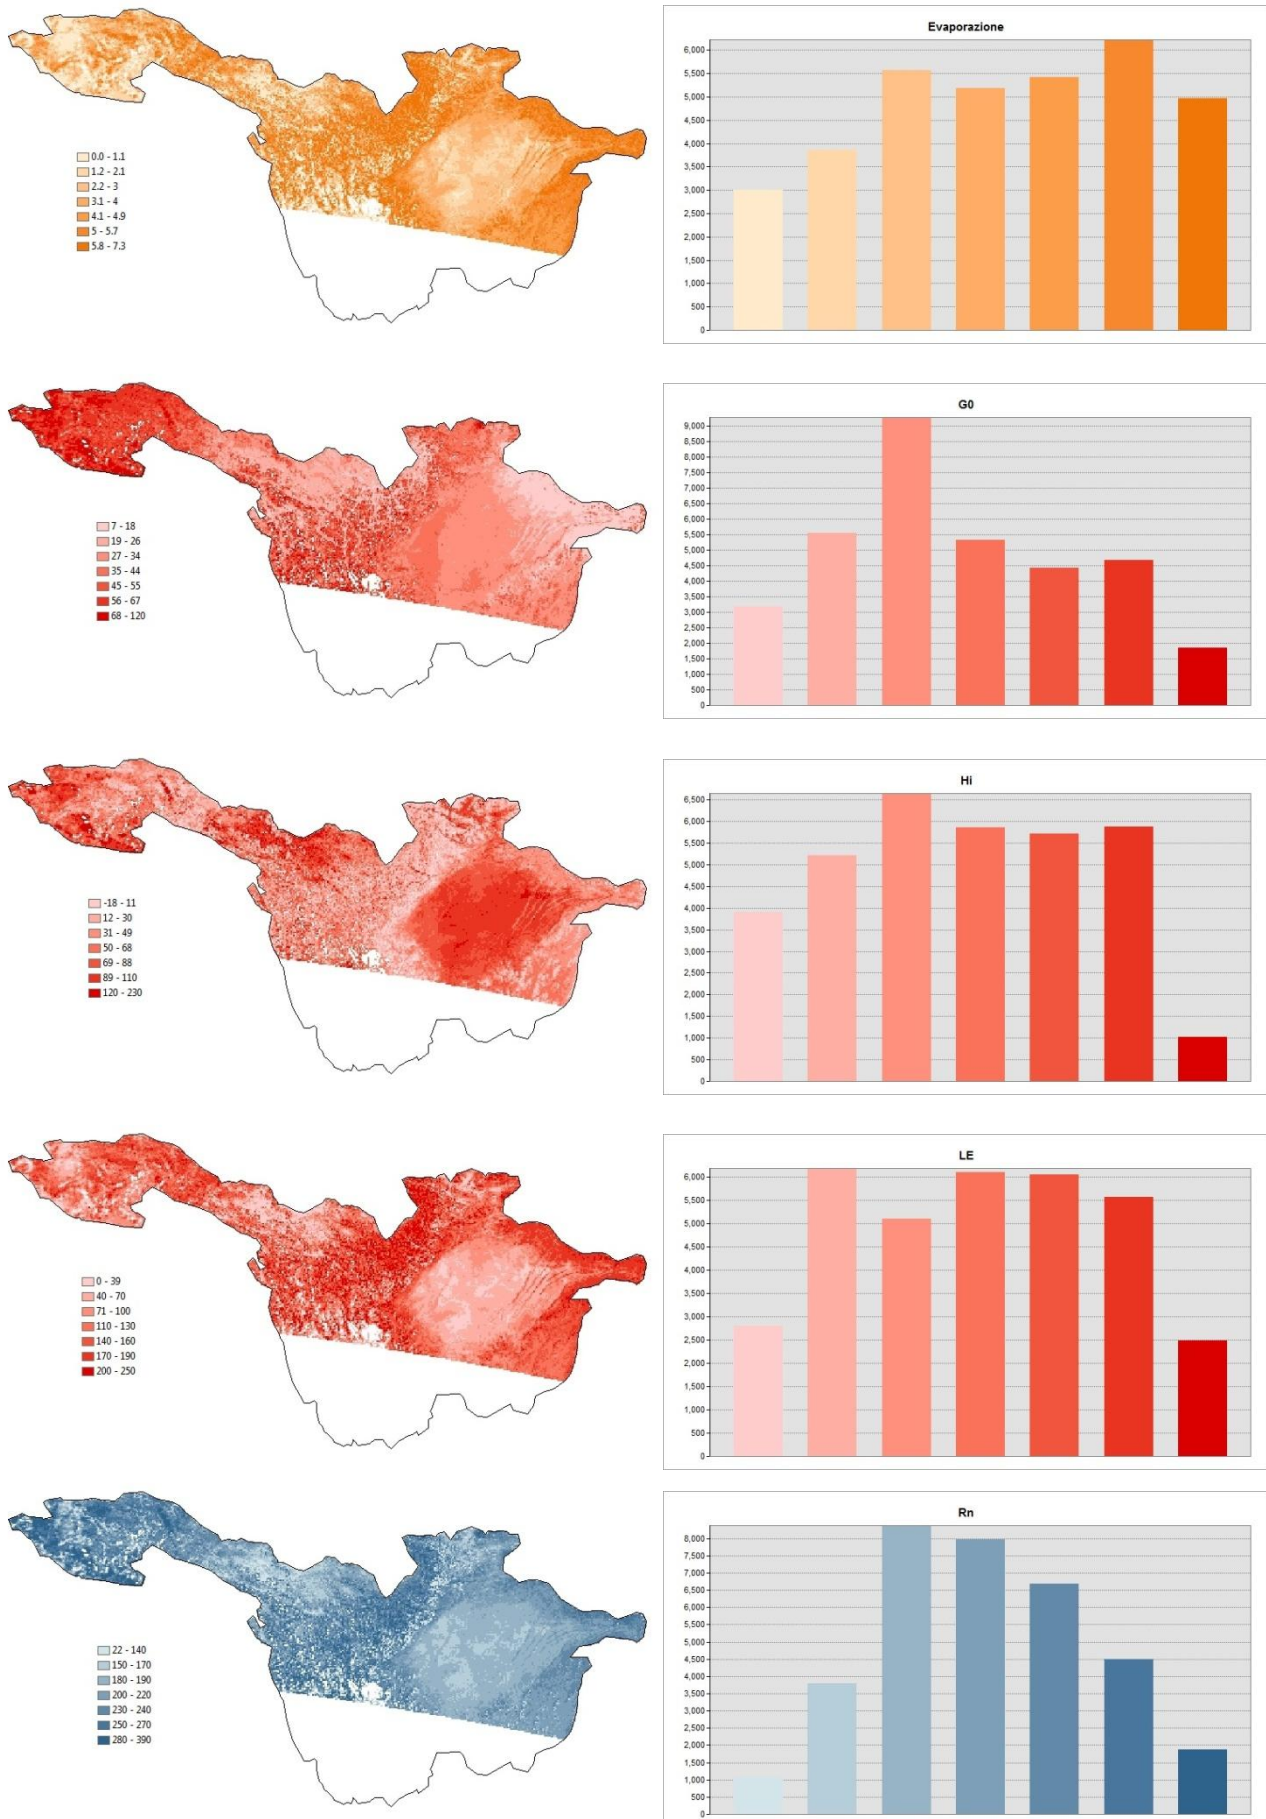 Evaporazione
6,000
5,500
5,000
4,500
4,000
3,500
3,000
2,500
2,000
1,500
1,000
500
0
0.0 - 1.1
1.2 - 2.1
2.2 - 3
3.1 - 4
4.1 - 4.9
5 - 5.7
5.8 - 7.3
G0
9,000
8,500
8,000
7,500
7,000
6,500
6,000
5,500
5,000
4,500
4,000
3,500
3,000
2,500
2,000
1,500
1,000
500
0
7 - 18
19 - 26
27 - 34
35 - 44
45 - 55
56 - 67
68 - 120
Hi
6,500
6,000
5,500
5,000
4,500
4,000
3,500
3,000
2,500
2,000
1,500
1,000
500
0
-18 - 11
12 - 30
31 - 49
50 - 68
69 - 88
89 - 110
120 - 230
LE
6,000
5,500
5,000
4,500
4,000
3,500
3,000
2,500
2,000
1,500
1,000
500
0
0 - 39
40 - 70
71 - 100
110 - 130
140 - 160
170 - 190
200 - 250
Rn
8,000
7,500
7,000
6,500
6,000
5,500
5,000
4,500
4,000
3,500
3,000
2,500
2,000
1,500
1,000
500
0
22 - 140
150 - 170
180 - 190
200 - 220
230 - 240
250 - 270
280 - 390